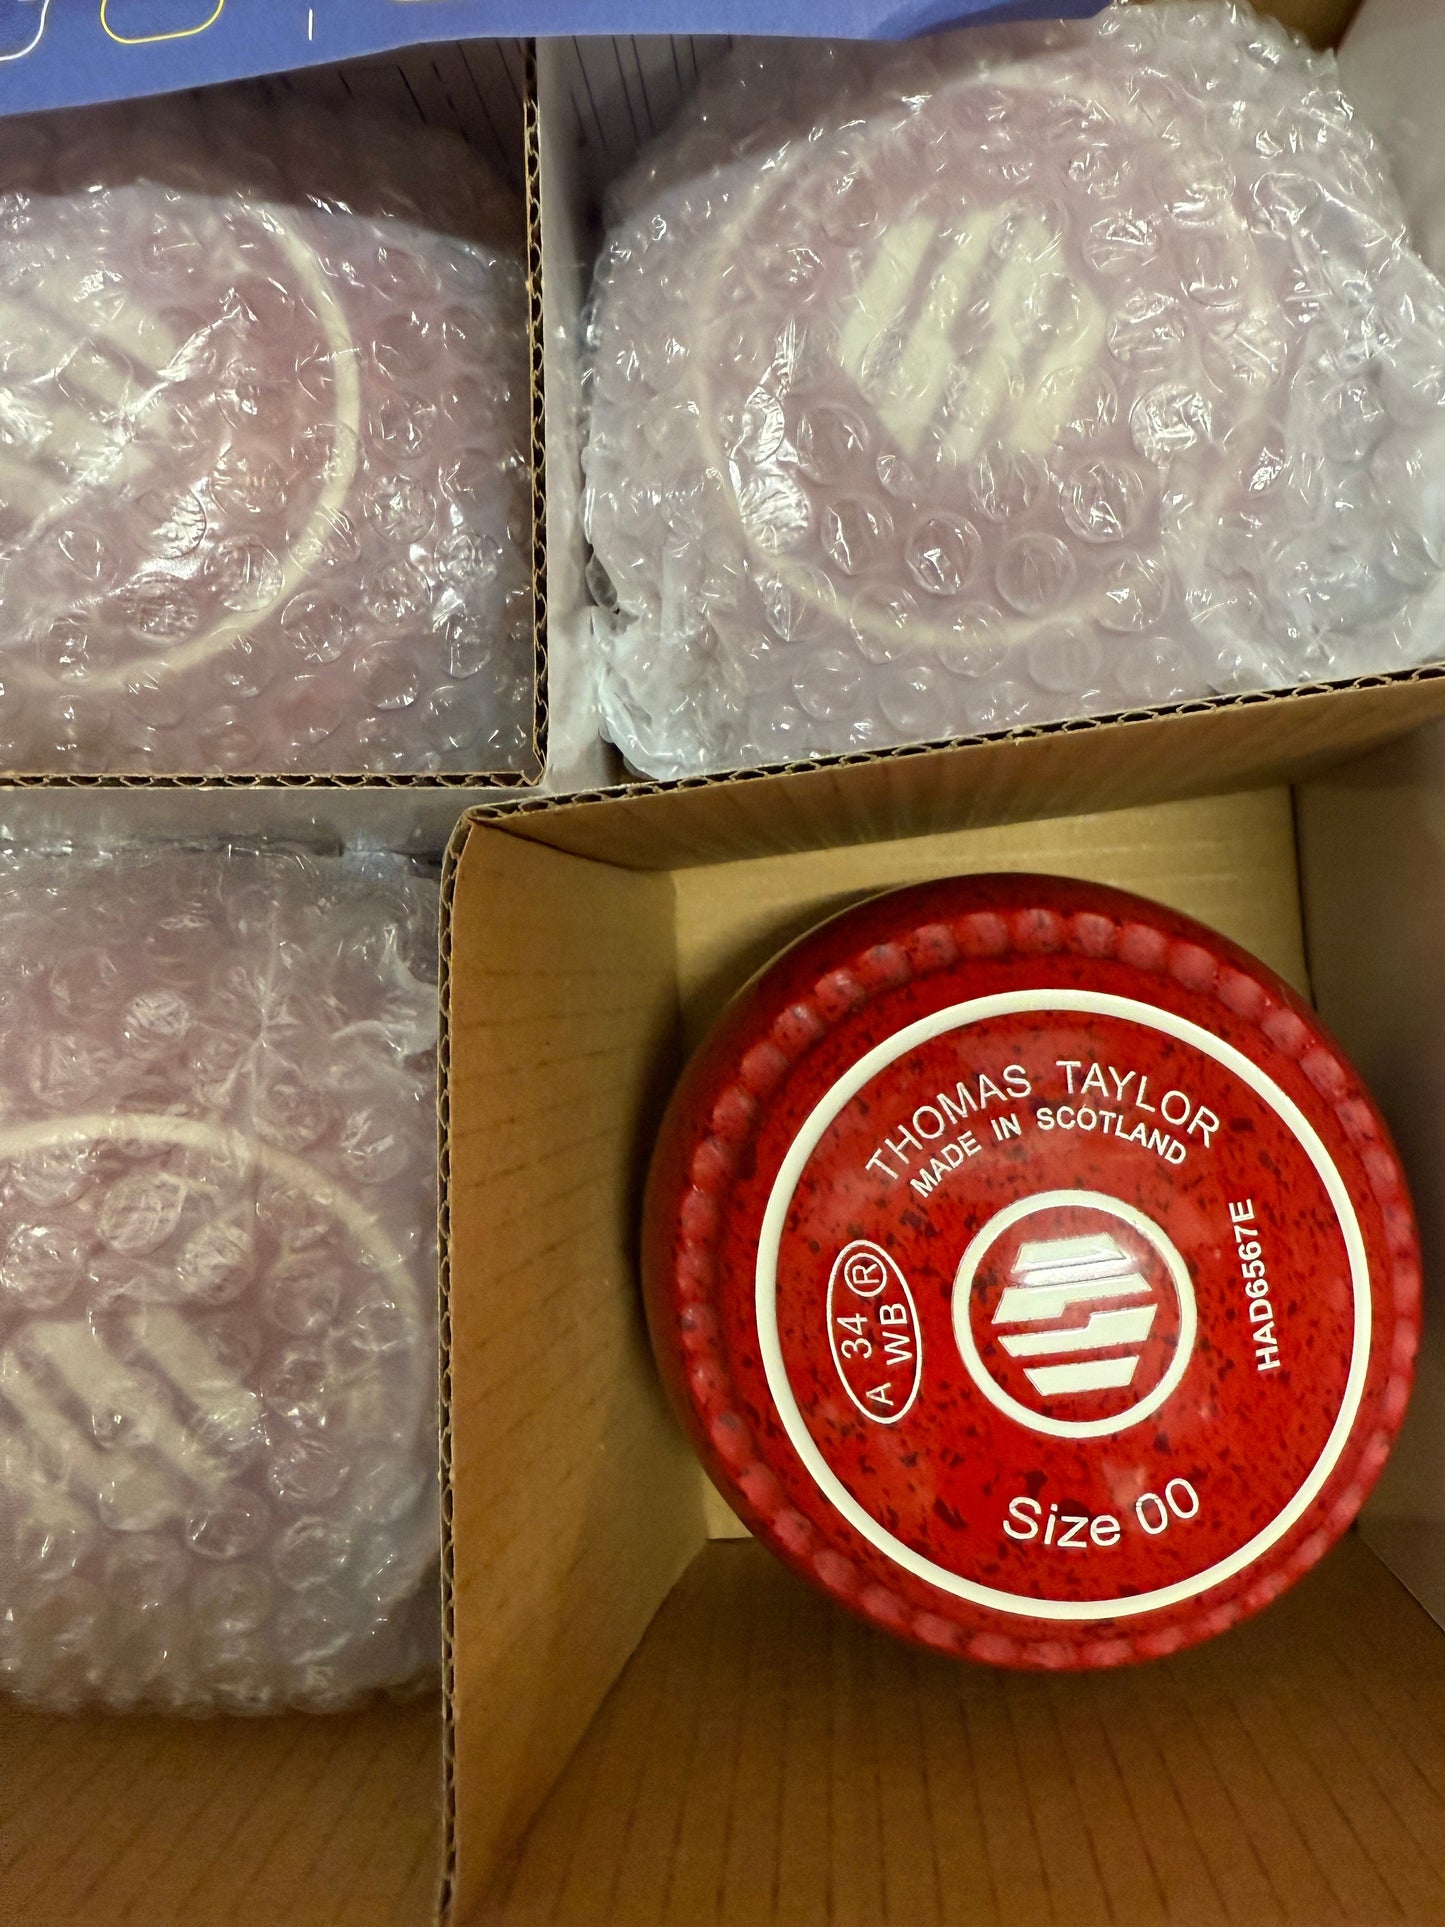 THOMAS TAYLOR
MADE IN SCOTLAND
A 34 R
WB
HAD6567E
Size 00